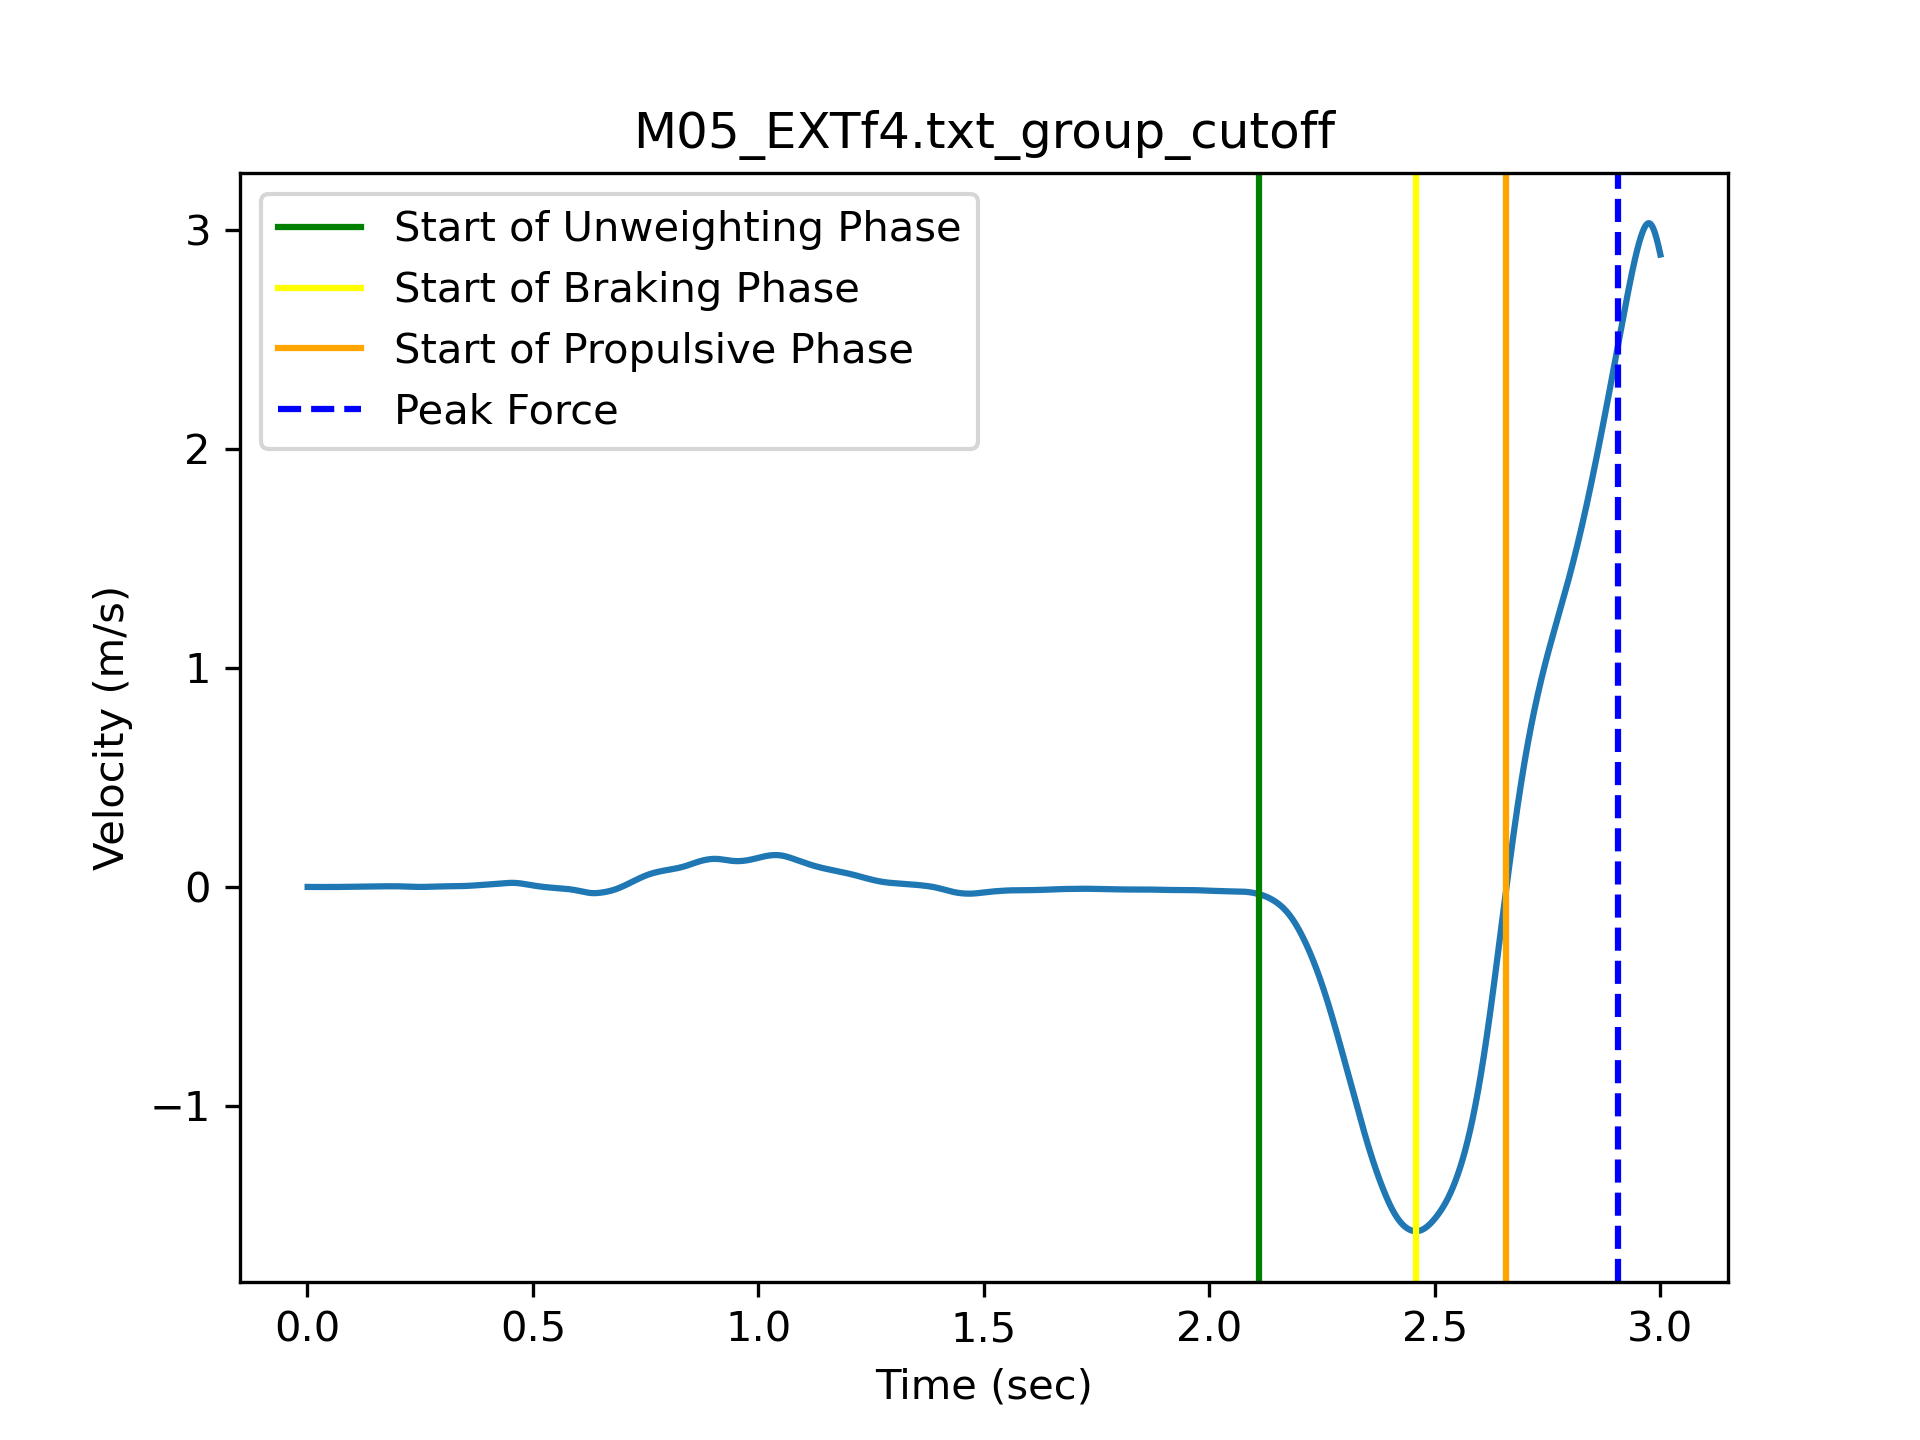 M05_EXTf4.txt_group_cutoff
Start of Unweighting Phase
Start of Braking Phase
Start of Propulsive Phase
Peak Force
3
2
1
0
−1
Velocity (m/s)
0.0 0.5 1.0 1.5 2.0 2.5 3.0
Time (sec)